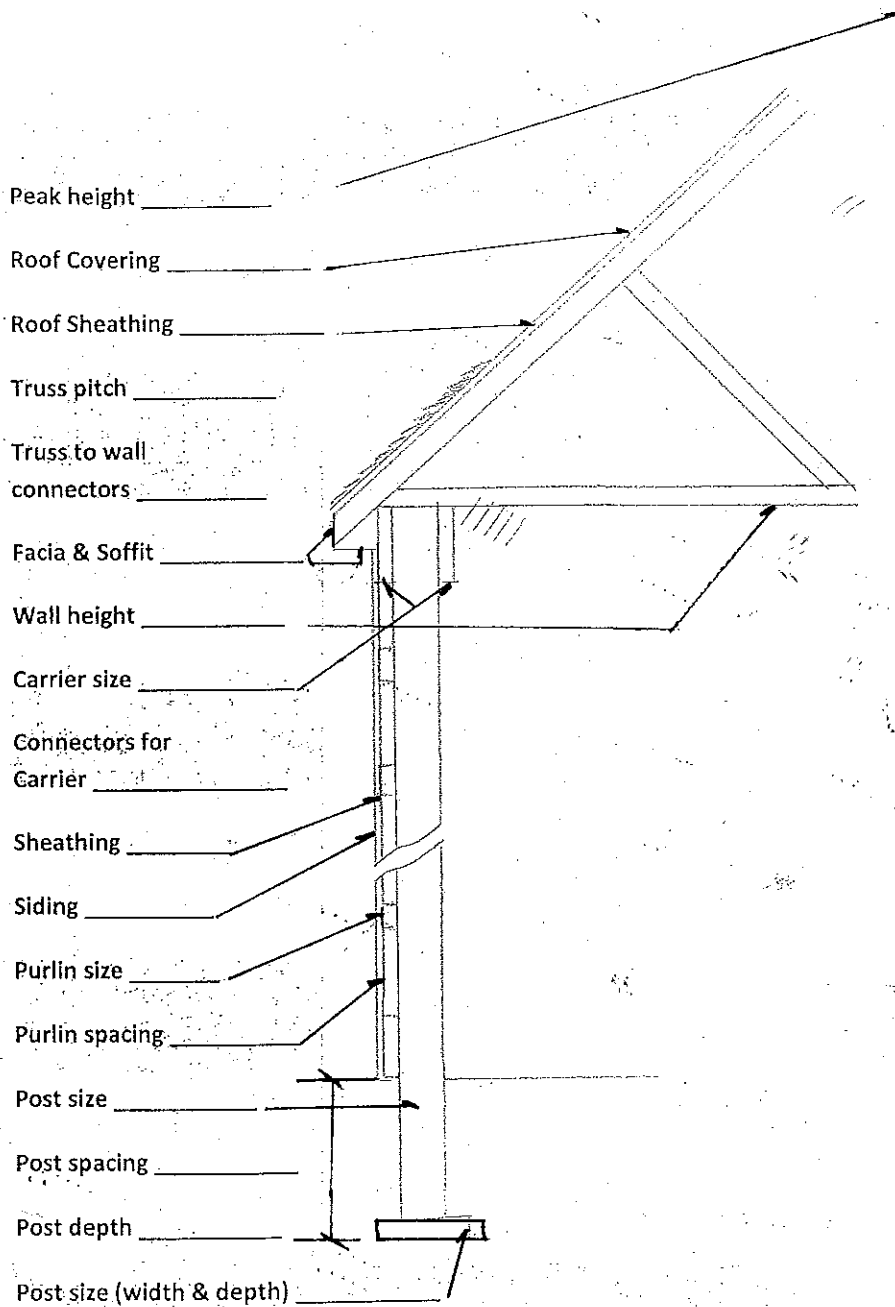 Peak height
Roof Covering
Roof Sheathing
Truss pitch
Truss to wall
connectors
Facia & Soffit
Wall height
Carrier size
Connectors for
Carrier
Sheathing
Siding
Purlin size
Purlin spacing
Post size
Post spacing
Post depth
Post size (width & depth)